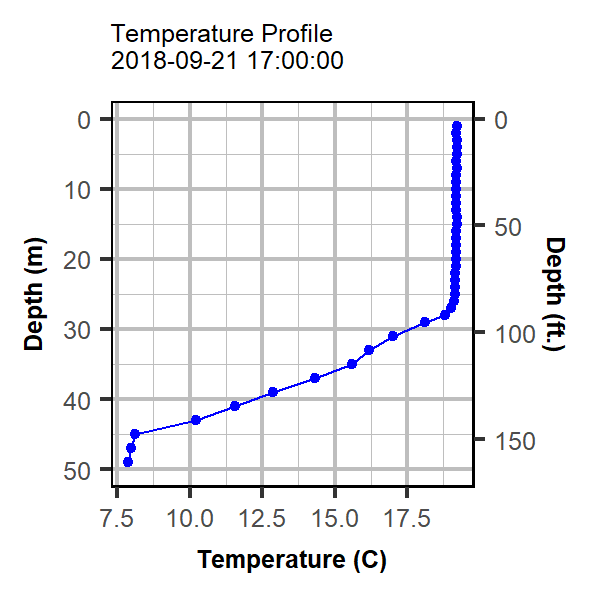 Temperature Profile
2018-09-21 17:00:00
0
10
20
30
40
50
Depth (m)
0
50
100
150
Depth (ft.)
7.5 10.0 12.5 15.0 17.5
Temperature (C)